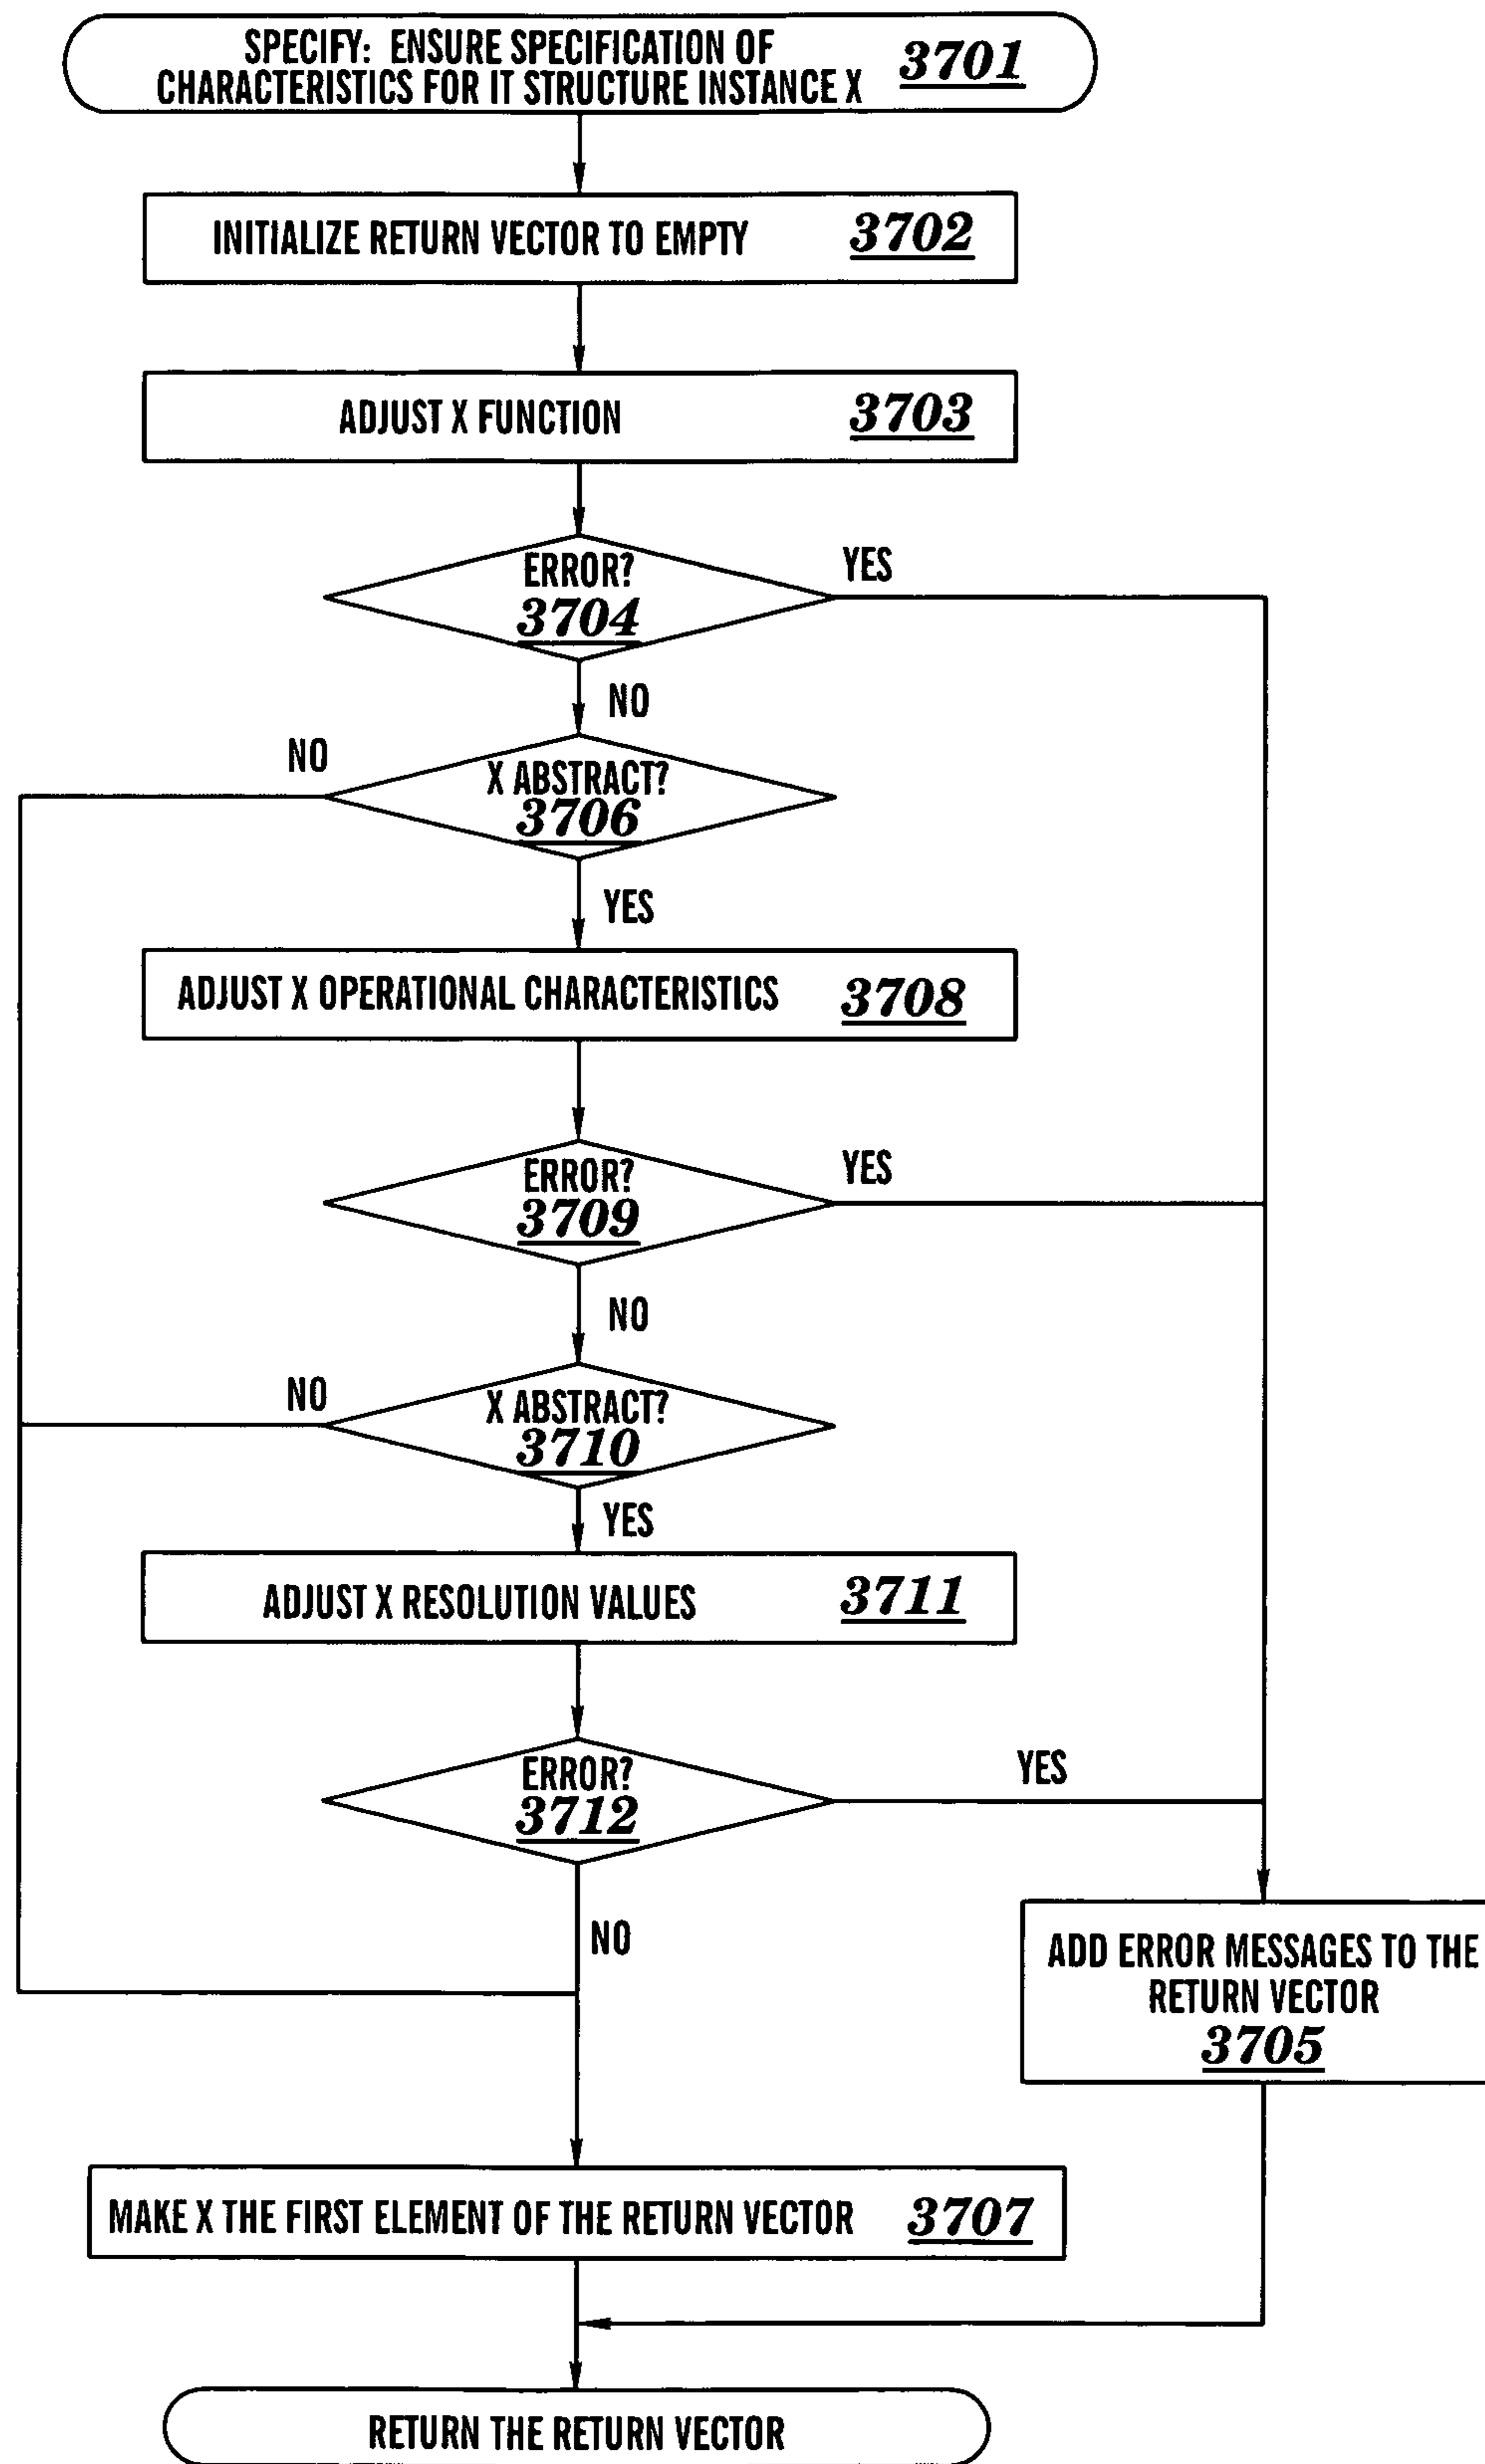 SPECIFY: ENSURE SPECIFICATION OF
CHARACTERISTICS FOR IT STRUCTURE INSTANCE X
3701
INITIALIZE RETURN VECTOR TO EMPTY 3702
ADJUST X FUNCTION 3703
ERROR?
3704
YES
NO
X ABSTRACT?
3706
NO
YES
ADJUST X OPERATIONAL CHARACTERISTICS 3708
ERROR?
3709
YES
NO
X ABSTRACT?
3710
NO
YES
ADJUST X RESOLUTION VALUES 3711
ERROR?
3712
YES
NO
ADD ERROR MESSAGES TO THE
RETURN VECTOR
3705
MAKE X THE FIRST ELEMENT OF THE RETURN VECTOR 3707
RETURN THE RETURN VECTOR